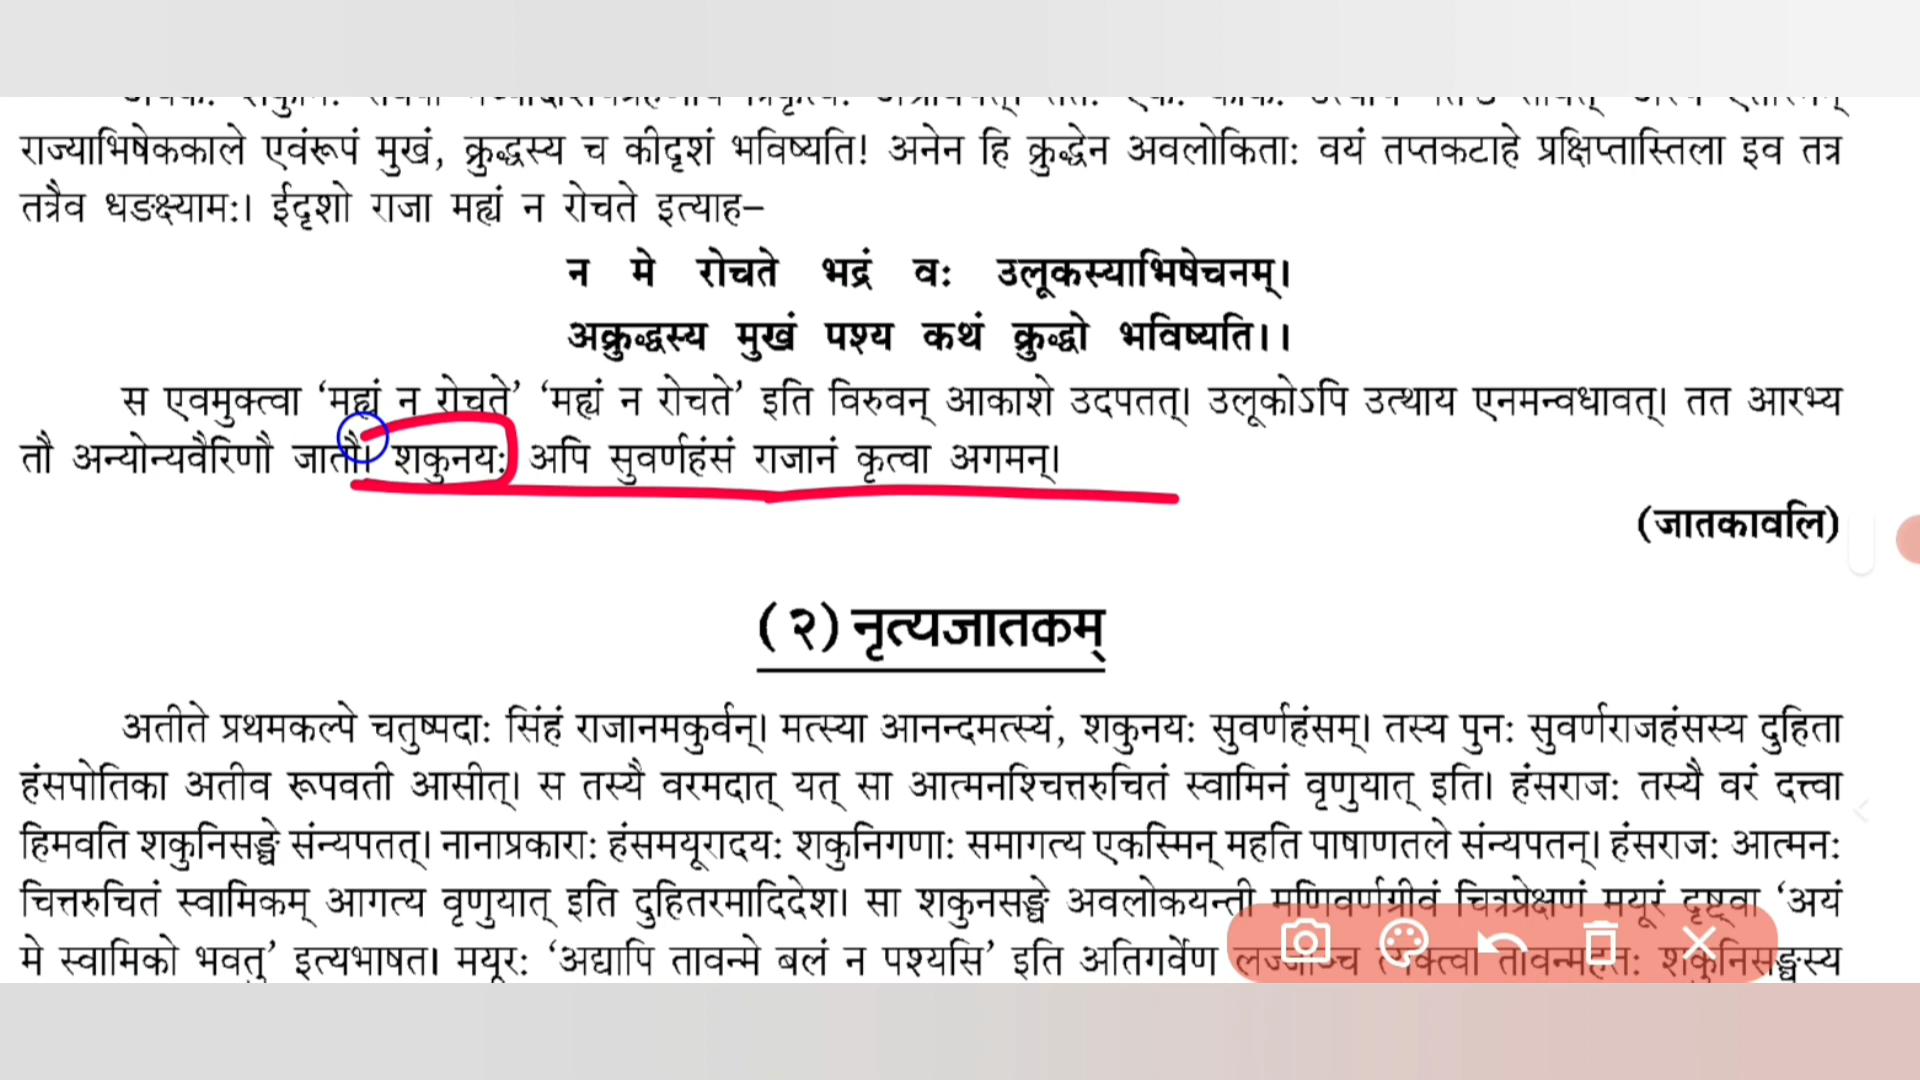 राज्याभिषेककाले एवंरूपं मुखं, क्रुद्धस्य च कीदृशं भविष्यति! अनेन हि क्रुद्धेन अवलोकिताः वयं तप्तकटाहे प्रक्षिप्तास्तिला इव तत्र
तत्रैव धङक्ष्यामः। ईदृशो राजा मह्यं न रोचते इत्याह–
न मे रोचते भद्रं वः उलूकस्याभिषेचनम्।
अक्रुद्धस्य मुखं पश्य कथं क्रुद्धो भविष्यति।।
स एवमुक्त्वा ‘मह्यं न रोचते’ ‘मह्यं न रोचते’ इति विरुवन् आकाशे उदपतत्। उलूकोऽपि उत्थाय एनमन्वधावत्। तत आरभ्य
तौ अन्योन्यवैरिणौ जातौ। शकुनयः अपि सुवर्णहंसं राजानं कृत्वा अगमन्।
(जातकावलि)
(२) नृत्यजातकम्
अतीते प्रथमकल्पे चतुष्पदाः सिंहं राजानमकुर्वन्। मत्स्या आनन्दमत्स्यं, शकुनयः सुवर्णहंसम्। तस्य पुनः सुवर्णराजहंसस्य दुहिता
हंसपोतिका अतीव रूपवती आसीत्। स तस्यै वरमदात् यत् सा आत्मनश्चित्तरुचितं स्वामिनं वृणुयात् इति। हंसराजः तस्यै वरं दत्त्वा
हिमवति शकुनिसङ्घे संन्यपतत्। नानाप्रकाराः हंसमयूरादयः शकुनिगणाः समागत्य एकस्मिन् महति पाषाणतले संन्यपतन्। हंसराजः आत्मनः
चित्तरुचितं स्वामिकम् आगत्य वृणुयात् इति दुहितरमादिदेश। सा शकुनसङ्घे अवलोकयन्ती मणिवर्णग्रीवं चित्रप्रेक्षणं मयूरं दृष्ट्वा ‘अयं
मे स्वामिको भवतु’ इत्यभाषत। मयूरः ‘अद्यापि तावन्मे बलं न पश्यसि’ इति अतिगर्वेण